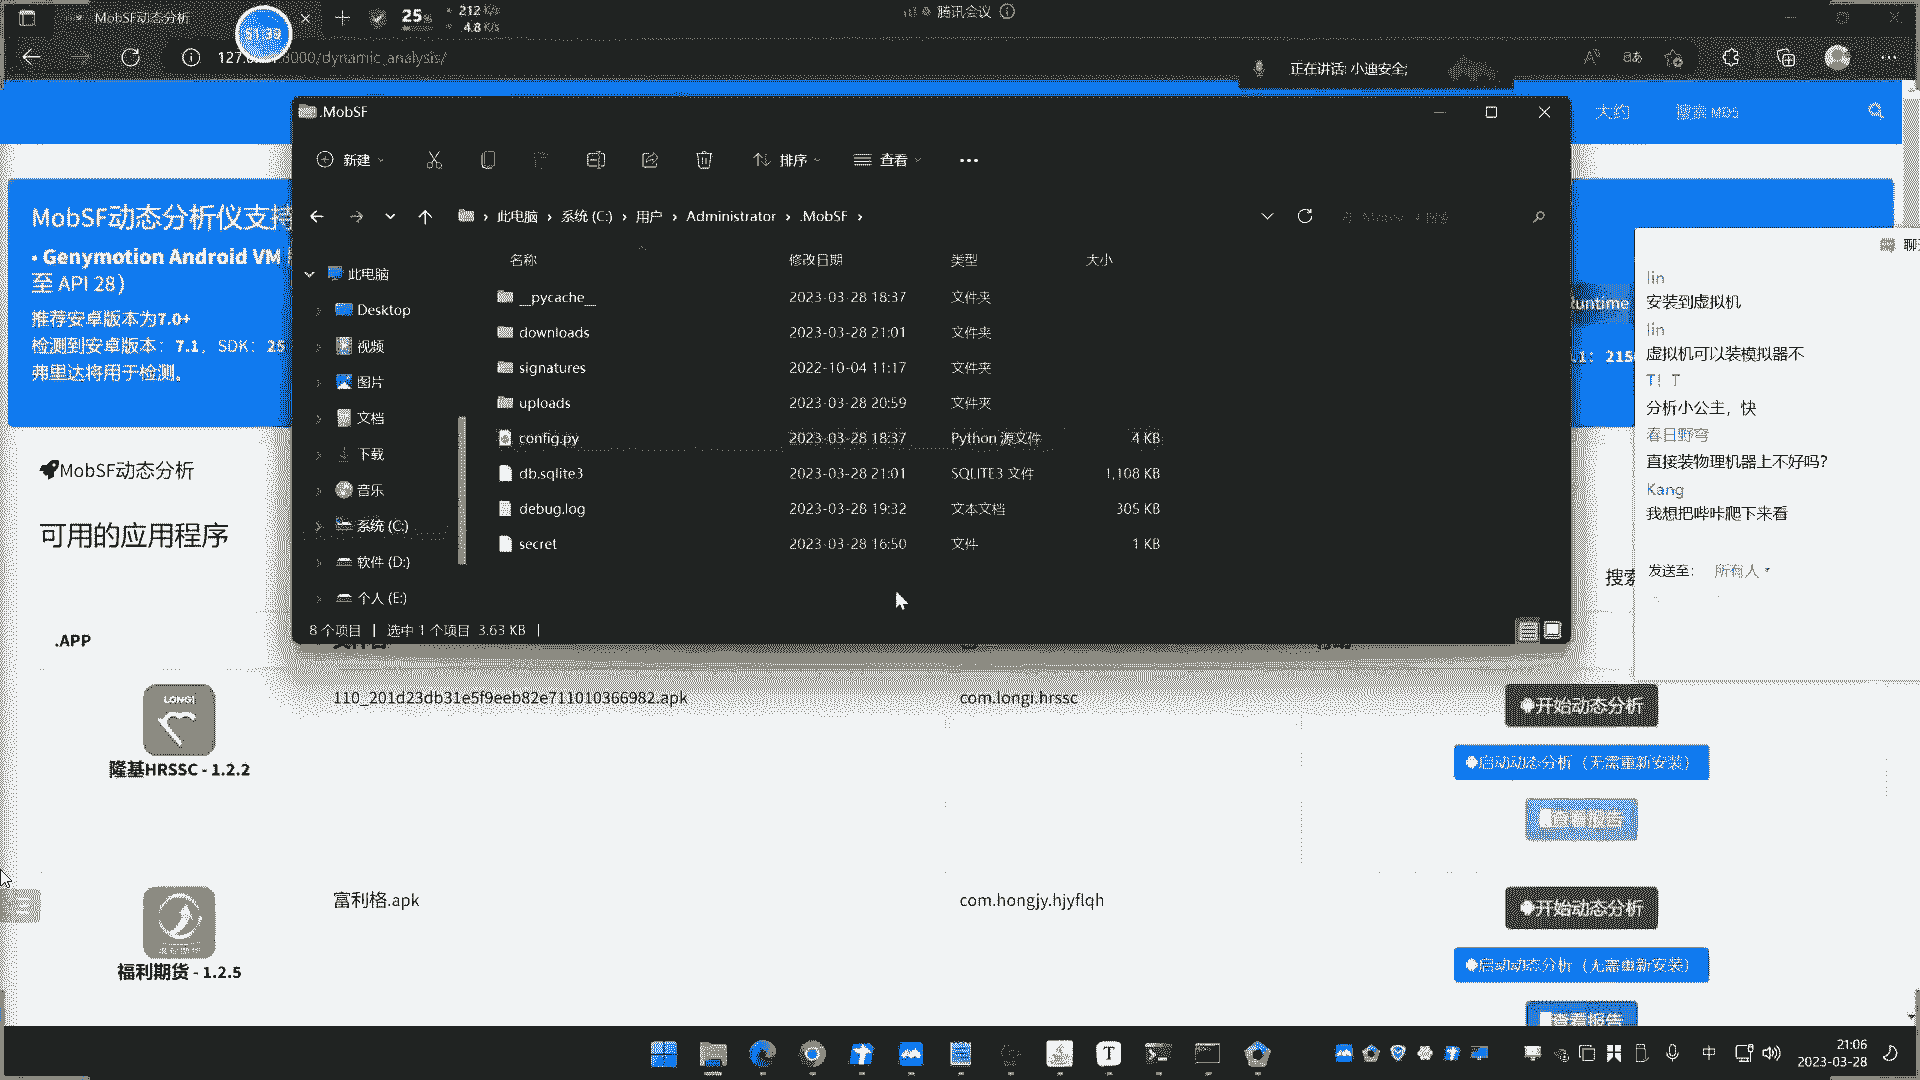 MobSF动态分析
51:39
25%
212 K/s
4.8 K/s
腾讯会议
/dynamic_analysis/
正在讲话: 小迪安全;
大约
搜索 MD5
MobSF动态分析仪支持
• Genymotion Android VM
至 API 28）
推荐安卓版本为7.0+
检测到安卓版本：7.1，SDK：25
弗里达将用于检测。
MobSF动态分析
可用的应用程序
.APP
.MobSF
新建
排序
查看
此电脑 › 系统 (C:) › 用户 › Administrator › .MobSF ›
名称 修改日期 类型 大小
__pycache__ 2023-03-28 18:37 文件夹
downloads 2023-03-28 21:01 文件夹
signatures 2022-10-04 11:17 文件夹
uploads 2023-03-28 20:59 文件夹
config.py 2023-03-28 18:37 Python 源文件 4 KB
db.sqlite3 2023-03-28 21:01 SQLITE3 文件 1,108 KB
debug.log 2023-03-28 19:32 文本文档 305 KB
secret 2023-03-28 16:50 文件 1 KB
此电脑
Desktop
视频
图片
文档
下载
音乐
系统 (C:)
软件 (D:)
个人 (E:)
8 个项目 | 选中 1 个项目 3.63 KB |
Runtime
聊
lin
安装到虚拟机
lin
虚拟机可以装模拟器不
T！T
分析小公主，快
春日野穹
直接装物理机器上不好吗?
Kang
我想把哔咔爬下来看
发送至： 所有人
搜索
隆基HRSSC - 1.2.2
LONGi
110_201d23db31e5f9eeb82e711010366982.apk
com.longi.hrssc
开始动态分析
启动动态分析（无需重新安装）
查看报告
福利期货 - 1.2.5
富利格.apk
com.hongjy.hjyflqh
开始动态分析
启动动态分析（无需重新安装）
查看报告
中
21:06
2023-03-28